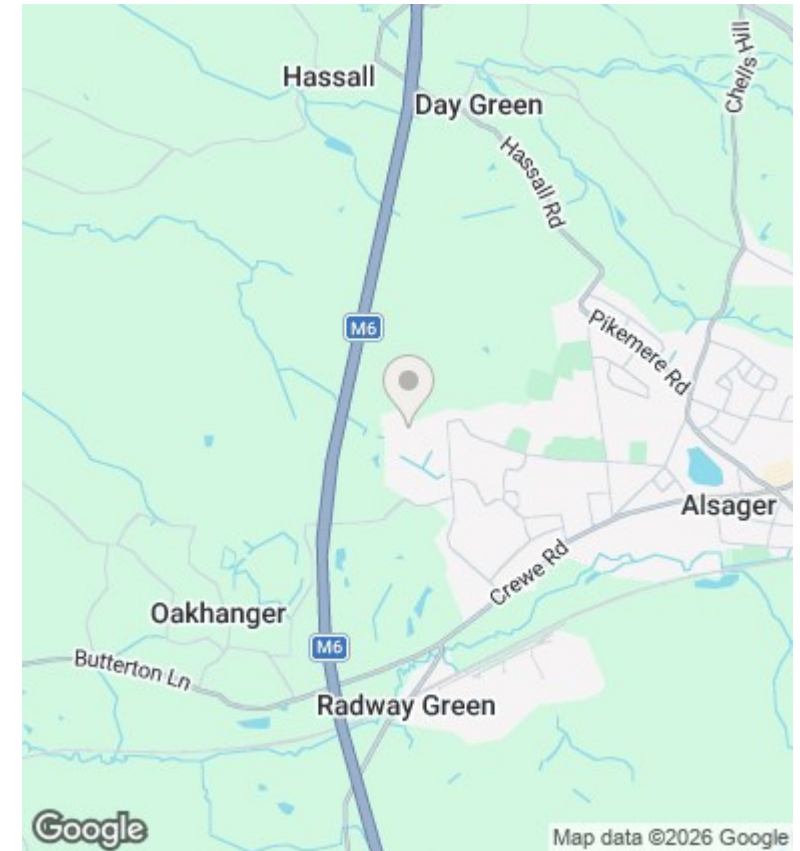 Hassall
Day Green
Chells Hill
Hassall Rd
M6
Pikemere Rd
Alsager
Crewe Rd
Oakhanger
M6
Butterton Ln
Radway Green
Google
Map data ©2026 Google